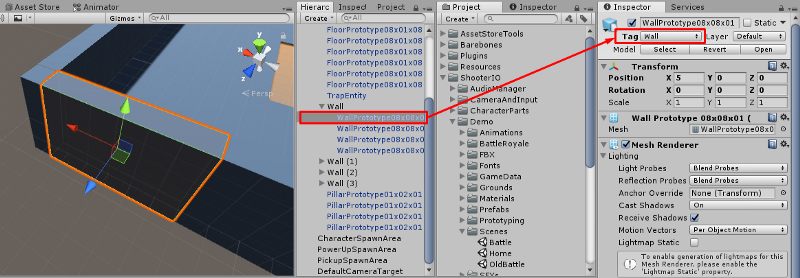 Asset Store
Animator
Gizmos
All
y
x
z
Persp
Hierarc
Inspect
Project
Create
All
FloorPrototype08x01x08
FloorPrototype08x01x08
FloorPrototype08x01x08
FloorPrototype08x01x08
FloorPrototype08x01x08
TrapEntity
Wall
WallPrototype08x08x0
WallPrototype08x08x0
WallPrototype08x08x0
WallPrototype08x08x0
Wall (1)
Wall (2)
Wall (3)
PillarPrototype01x02x01
PillarPrototype01x02x01
PillarPrototype01x02x01
PillarPrototype01x02x01
CharacterSpawnArea
PowerUpSpawnArea
PickupSpawnArea
DefaultCameraTarget
Project
Create
AssetStoreTools
Barebones
Plugins
Resources
ShooterIO
AudioManager
CameraAndInput
CharacterParts
Demo
Animations
BattleRoyale
FBX
Fonts
GameData
Grounds
Materials
Prefabs
Prototyping
Scenes
Battle
Home
OldBattle
Inspector
Services
WallPrototype08x08x01
Static
Tag Wall Layer Default
Model Select Revert Open
Transform
Position X 5 Y 0 Z 0
Rotation X 0 Y 0 Z 0
Scale X 1 Y 1 Z 1
Wall Prototype 08x08x01 (
Mesh WallPrototype08x0
Mesh Renderer
Lighting
Light Probes Blend Probes
Reflection Probes Blend Probes
Anchor Override None (Transform)
Cast Shadows On
Receive Shadows
Motion Vectors Per Object Motion
Lightmap Static
To enable generation of lightmaps for this
Mesh Renderer, please enable the
'Lightmap Static' property.